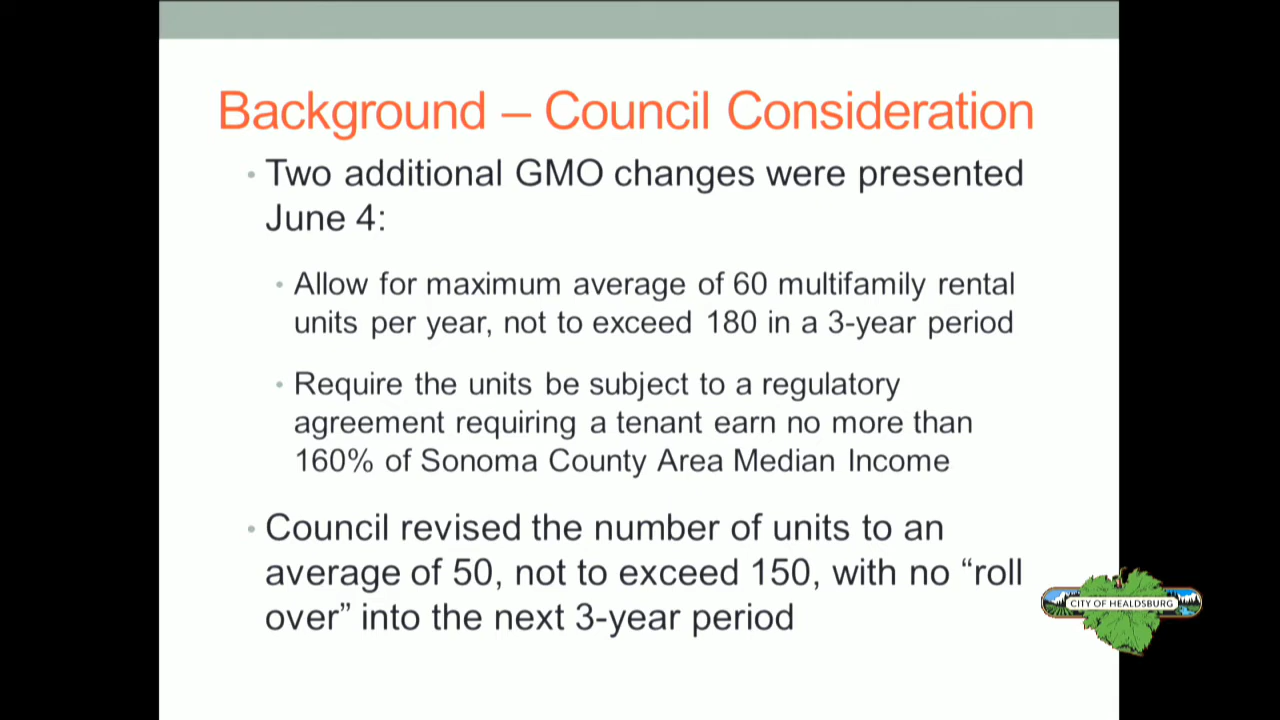 Background – Council Consideration
• Two additional GMO changes were presented
June 4:
• Allow for maximum average of 60 multifamily rental
units per year, not to exceed 180 in a 3-year period
• Require the units be subject to a regulatory
agreement requiring a tenant earn no more than
160% of Sonoma County Area Median Income
• Council revised the number of units to an
average of 50, not to exceed 150, with no “roll
over” into the next 3-year period
CITY OF HEALDSBURG